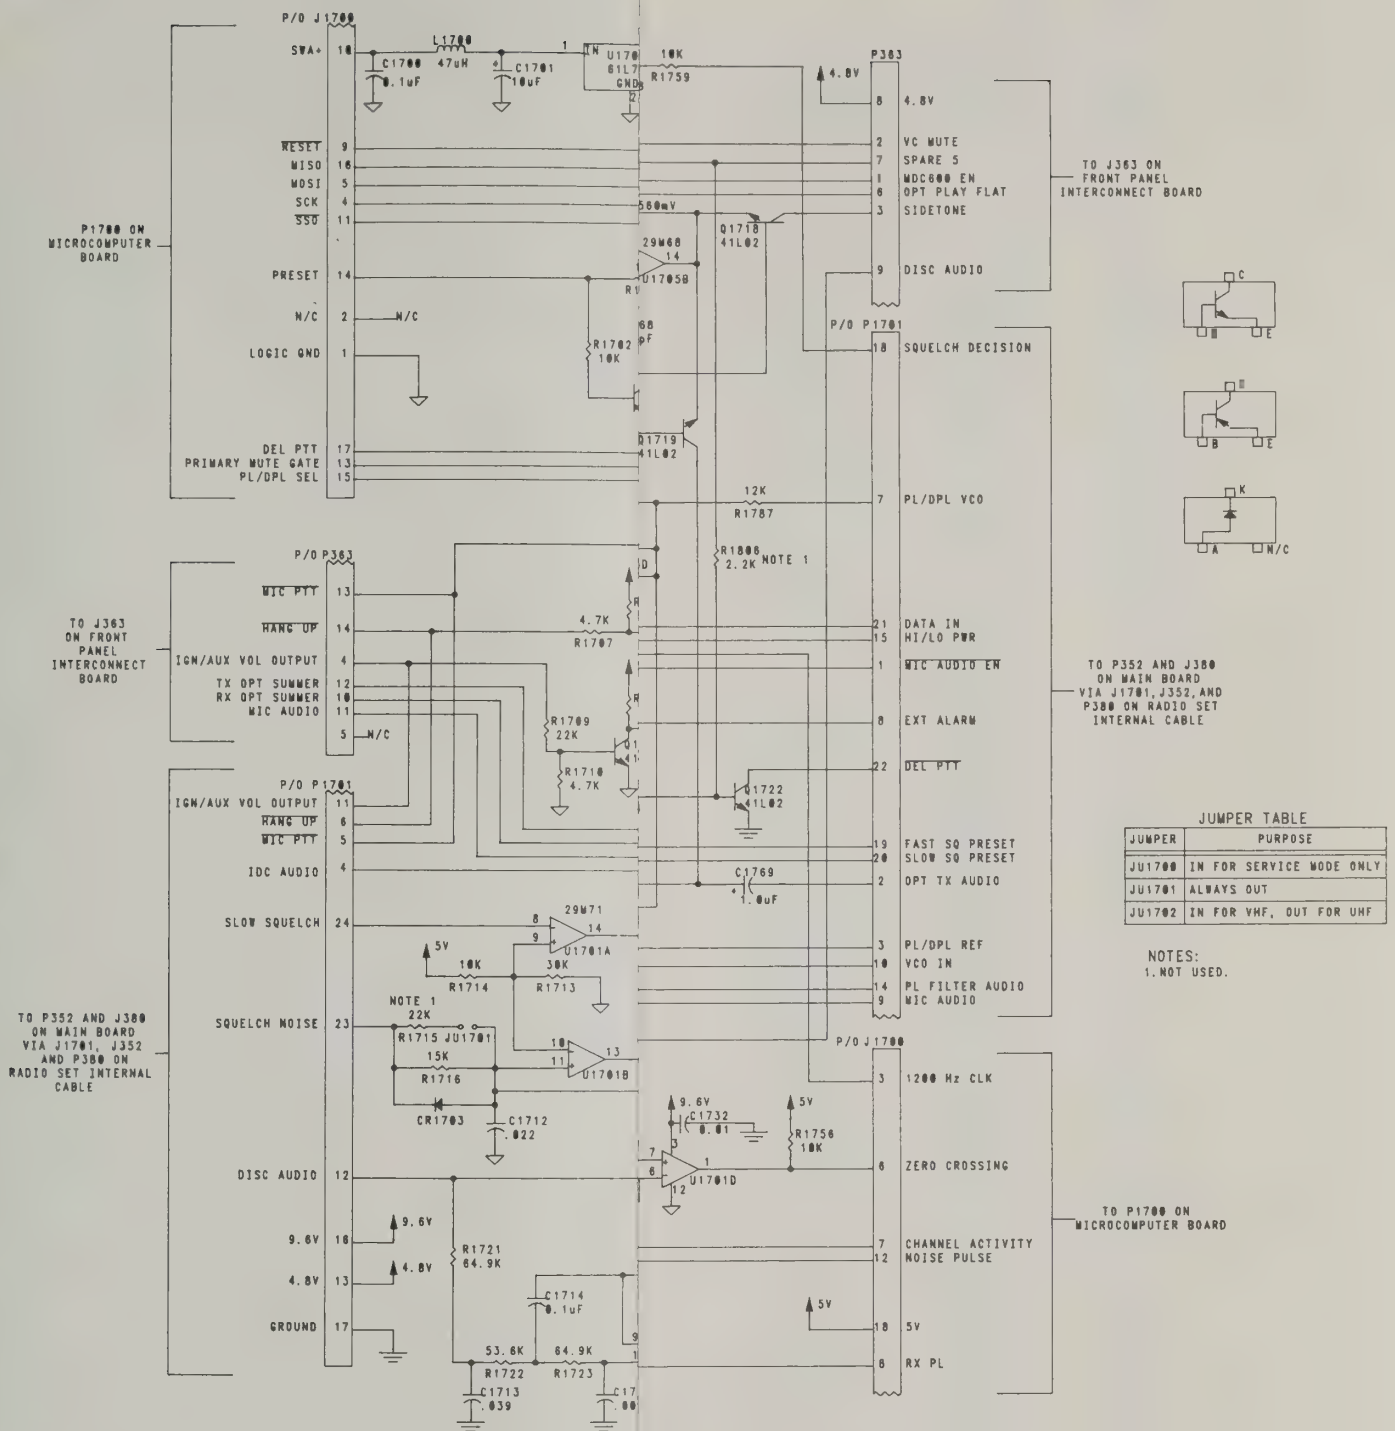 P/O J1700
SWA+ 10
L1700
47uH
C1700
0.1uF
C1701
10uF
1 IN
U170
61L7
GND
2
RESET 9
MISO 16
MOSI 5
SCK 4
SSO 11
PRESET 14
N/C 2 N/C
LOGIC GND 1
R1702
10K
DEL PTT 17
PRIMARY MUTE GATE 13
PL/DPL SEL 15
P1700 ON
MICROCOMPUTER
BOARD
P/O P363
MIC PTT 13
HANG UP 14
IGN/AUX VOL OUTPUT 4
TX OPT SUMMER 12
RX OPT SUMMER 10
MIC AUDIO 11
5 N/C
TO J363
ON FRONT
PANEL
INTERCONNECT
BOARD
4.7K
R1707
R1709
22K
R1710
4.7K
P/O P1701
IGN/AUX VOL OUTPUT 11
HANG UP 6
MIC PTT 5
IDC AUDIO 4
SLOW SQUELCH 24
29M71
8
9
14
U1701A
5V
10K
R1714
30K
R1713
NOTE 1
22K
SQUELCH NOISE 23
R1715 JU1701
15K
R1716
10
11
13
U1701B
CR1703
C1712
.022
DISC AUDIO 12
9.6V 16
9.6V
4.8V 13
4.8V
GROUND 17
R1721
64.9K
C1714
0.1uF
53.6K
R1722
64.9K
R1723
C1713
.039
C17
.00
TO P352 AND J380
ON MAIN BOARD
VIA J1701, J352
AND P380 ON
RADIO SET INTERNAL
CABLE
10K
R1759
560mV
29M68
14
U1705B
R1
68
pF
Q1718
41L02
Q1719
41L02
12K
R1787
R1806
2.2K NOTE 1
D
R
R
Q1
41
Q1722
41L02
C1769
1.0uF
9.6V
C1732
0.01
3
7
6
1
12
U1701D
5V
R1756
10K
9
1
P363
4.8V
8 4.8V
2 VC MUTE
7 SPARE 5
1 MDC600 EN
6 OPT PLAY FLAT
3 SIDETONE
9 DISC AUDIO
TO J363 ON
FRONT PANEL
INTERCONNECT BOARD
P/O P1701
18 SQUELCH DECISION
7 PL/DPL VCO
21 DATA IN
15 HI/LO PWR
1 MIC AUDIO EN
8 EXT ALARM
22 DEL PTT
19 FAST SQ PRESET
20 SLOW SQ PRESET
2 OPT TX AUDIO
3 PL/DPL REF
10 VCO IN
14 PL FILTER AUDIO
9 MIC AUDIO
TO P352 AND J380
ON MAIN BOARD
VIA J1701, J352, AND
P380 ON RADIO SET
INTERNAL CABLE
P/O J1700
3 1200 Hz CLK
6 ZERO CROSSING
7 CHANNEL ACTIVITY
12 NOISE PULSE
5V
18 5V
8 RX PL
TO P1700 ON
MICROCOMPUTER BOARD
C
E
B E
K
A N/C
JUMPER TABLE
JUMPER PURPOSE
JU1700 IN FOR SERVICE MODE ONLY
JU1701 ALWAYS OUT
JU1702 IN FOR VHF, OUT FOR UHF
NOTES:
1. NOT USED.